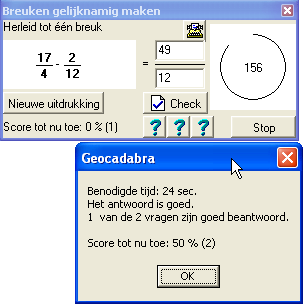 Breuken gelijknamig maken
Herleid tot één breuk
17/4 - 2/12 = 49/12
156
Nieuwe uitdrukking
Check
Score tot nu toe: 0 % (1)
? ? ?
Stop
Geocadabra
Benodigde tijd: 24 sec.
Het antwoord is goed.
1 van de 2 vragen zijn goed beantwoord.
Score tot nu toe: 50 % (2)
OK